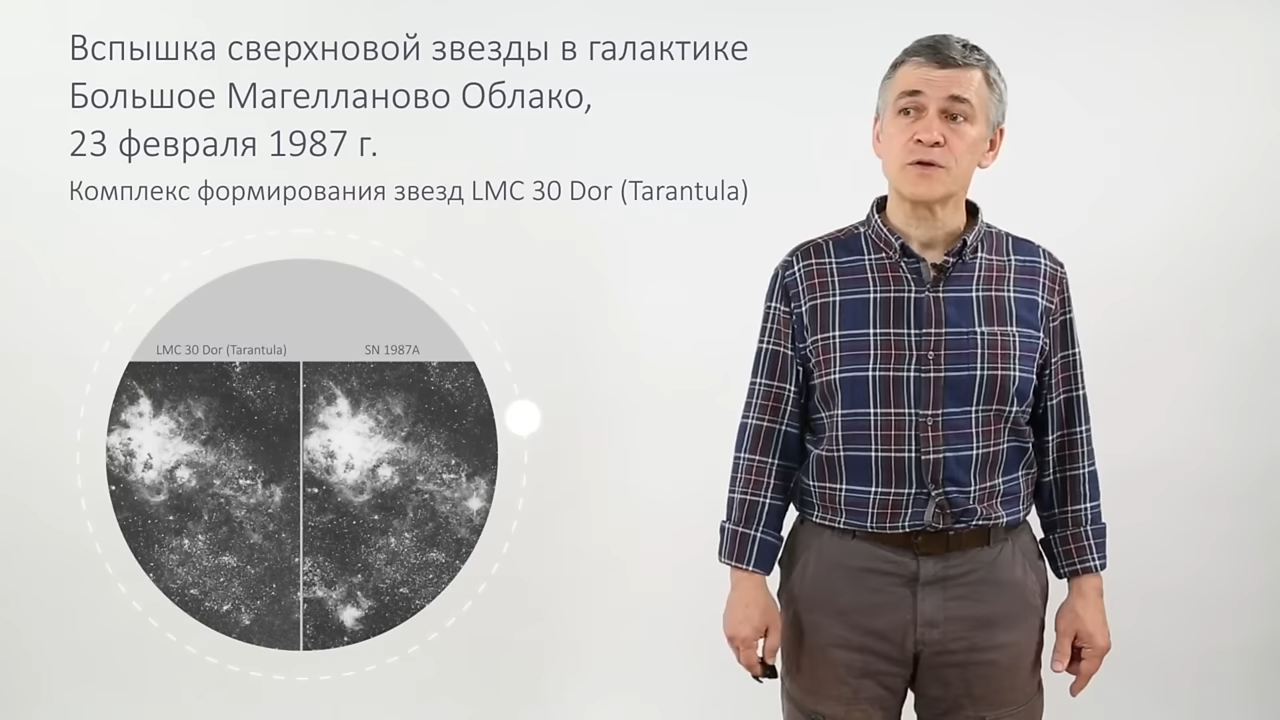 Вспышка сверхновой звезды в галактике
Большое Магелланово Облако,
23 февраля 1987 г.
Комплекс формирования звезд LMC 30 Dor (Tarantula)
LMC 30 Dor (Tarantula)
SN 1987A